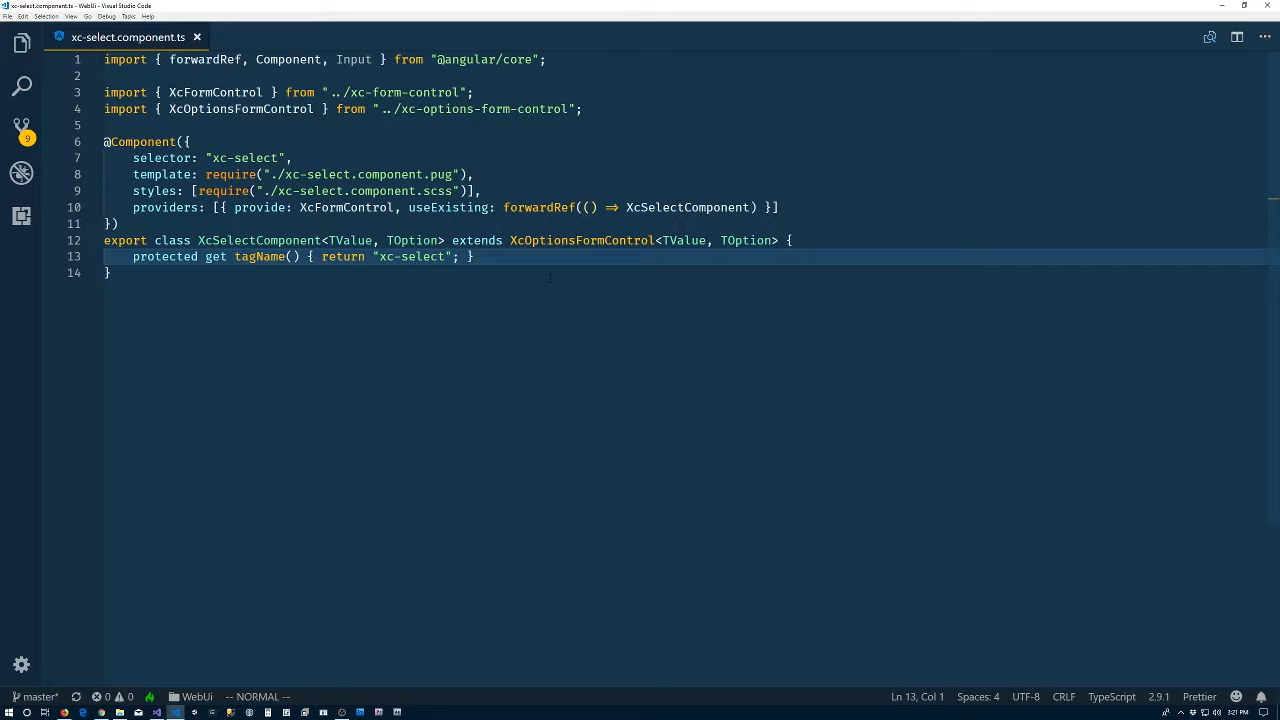 xc-select.component.ts - WebUi - Visual Studio Code
File Edit Selection View Go Debug Tasks Help
xc-select.component.ts
1 import { forwardRef, Component, Input } from "@angular/core";
2
3 import { XcFormControl } from "../xc-form-control";
4 import { XcOptionsFormControl } from "../xc-options-form-control";
5
6 @Component({
7 selector: "xc-select",
8 template: require("./xc-select.component.pug"),
9 styles: [require("./xc-select.component.scss")],
10 providers: [{ provide: XcFormControl, useExisting: forwardRef(() => XcSelectComponent) }]
11 })
12 export class XcSelectComponent<TValue, TOption> extends XcOptionsFormControl<TValue, TOption> {
13 protected get tagName() { return "xc-select"; }
14 }
9
master* 0 0 WebUi -- NORMAL -- Ln 13, Col 1 Spaces: 4 UTF-8 CRLF TypeScript 2.9.1 Prettier
3:21 PM